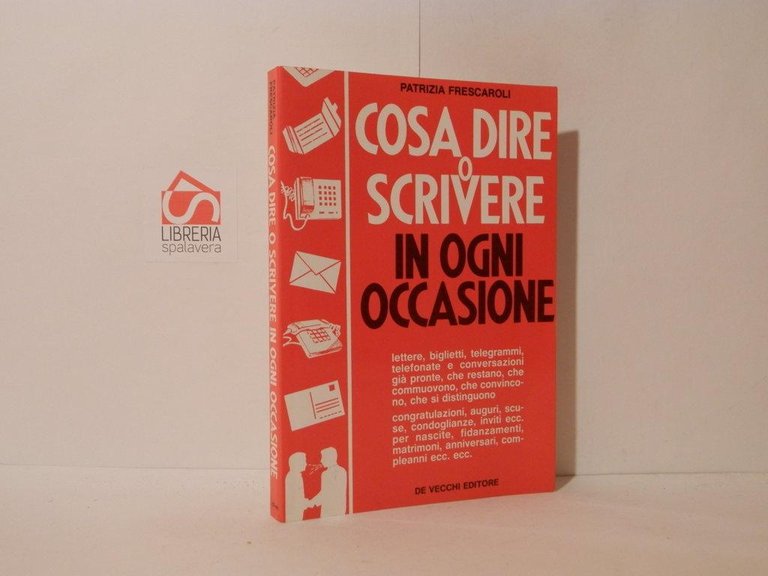 LIBRERIA
spalavera
PATRIZIA
FRESCAROLI
COSA DIRE O SCRIVERE IN OGNI OCCASIONE
PATRIZIA FRESCAROLI
COSA DIRE
O
SCRIVERE
IN OGNI
OCCASIONE
lettere, biglietti, telegrammi,
telefonate e conversazioni
già pronte, che restano, che
commuovono, che convinco-
no, che si distinguono
congratulazioni, auguri, scu-
se, condoglianze, inviti ecc.
per nascite, fidanzamenti,
matrimoni, anniversari, com-
pleanni ecc. ecc.
DE VECCHI EDITORE